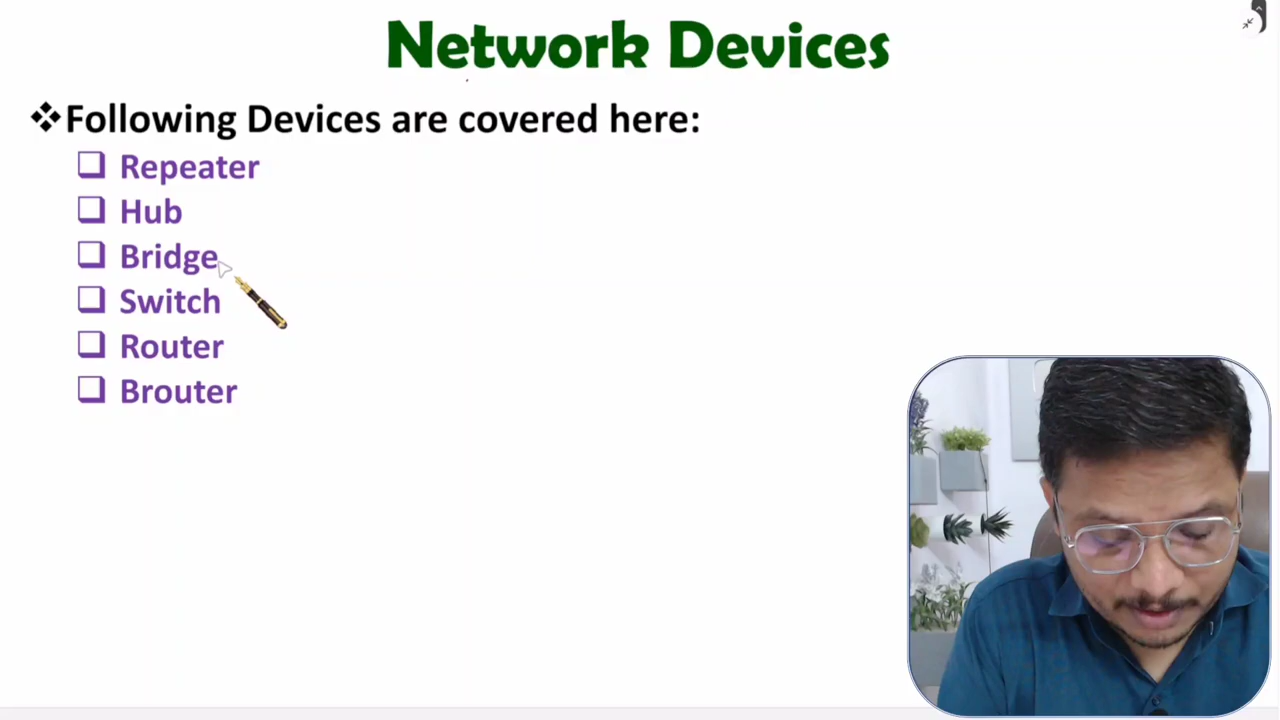 Network Devices
❖Following Devices are covered here:
❑ Repeater
❑ Hub
❑ Bridge
❑ Switch
❑ Router
❑ Brouter